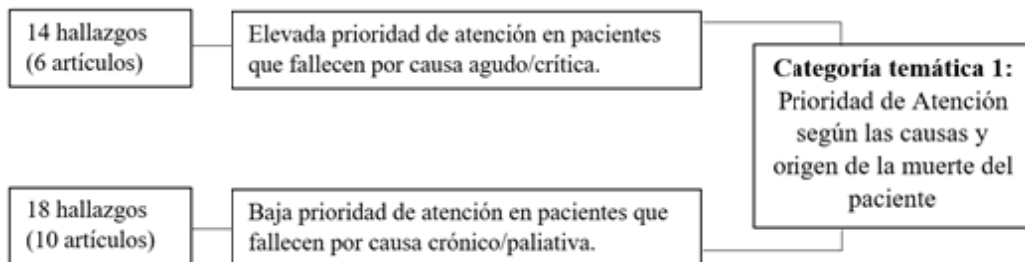 14 hallazgos
(6 artículos)
Elevada prioridad de atención en pacientes
que fallecen por causa agudo/crítica.
Categoría temática 1:
Prioridad de Atención
según las causas y
origen de la muerte del
paciente
18 hallazgos
(10 artículos)
Baja prioridad de atención en pacientes que
fallecen por causa crónico/paliativa.